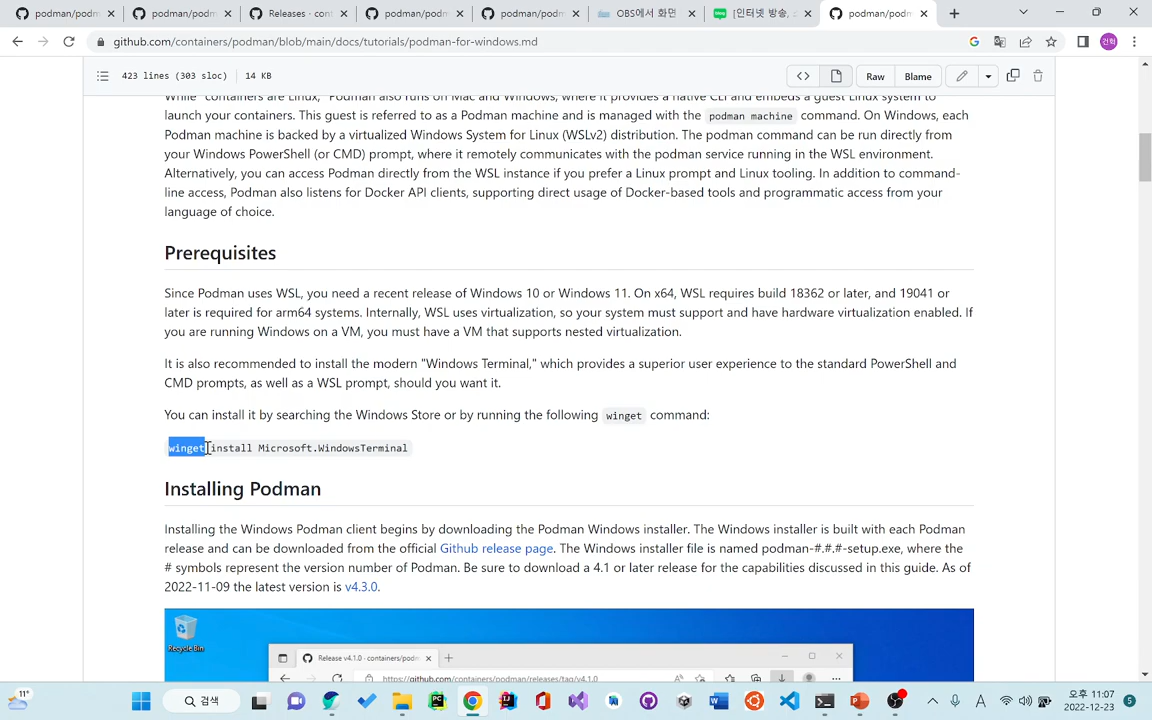 podman/podm
podman/podm
Releases - con
podman/podm
podman/podm
OBS에서 화면
[인터넷 방송,
podman/podm
github.com/containers/podman/blob/main/docs/tutorials/podman-for-windows.md
건희
423 lines (303 sloc) 14 KB
Raw
Blame
While "containers are Linux," Podman also runs on Mac and Windows, where it provides a native CLI and embeds a guest Linux system to
launch your containers. This guest is referred to as a Podman machine and is managed with the podman machine command. On Windows, each
Podman machine is backed by a virtualized Windows System for Linux (WSLv2) distribution. The podman command can be run directly from
your Windows PowerShell (or CMD) prompt, where it remotely communicates with the podman service running in the WSL environment.
Alternatively, you can access Podman directly from the WSL instance if you prefer a Linux prompt and Linux tooling. In addition to command-
line access, Podman also listens for Docker API clients, supporting direct usage of Docker-based tools and programmatic access from your
language of choice.
Prerequisites
Since Podman uses WSL, you need a recent release of Windows 10 or Windows 11. On x64, WSL requires build 18362 or later, and 19041 or
later is required for arm64 systems. Internally, WSL uses virtualization, so your system must support and have hardware virtualization enabled. If
you are running Windows on a VM, you must have a VM that supports nested virtualization.
It is also recommended to install the modern "Windows Terminal," which provides a superior user experience to the standard PowerShell and
CMD prompts, as well as a WSL prompt, should you want it.
You can install it by searching the Windows Store or by running the following winget command:
winget install Microsoft.WindowsTerminal
Installing Podman
Installing the Windows Podman client begins by downloading the Podman Windows installer. The Windows installer is built with each Podman
release and can be downloaded from the official Github release page. The Windows installer file is named podman-#.#.#-setup.exe, where the
# symbols represent the version number of Podman. Be sure to download a 4.1 or later release for the capabilities discussed in this guide. As of
2022-11-09 the latest version is v4.3.0.
Recycle Bin
Release v4.1.0 · containers/podm
https://github.com/containers/podman/releases/tag/v4.1.0
11°
검색
A
오후 11:07
2022-12-23
5